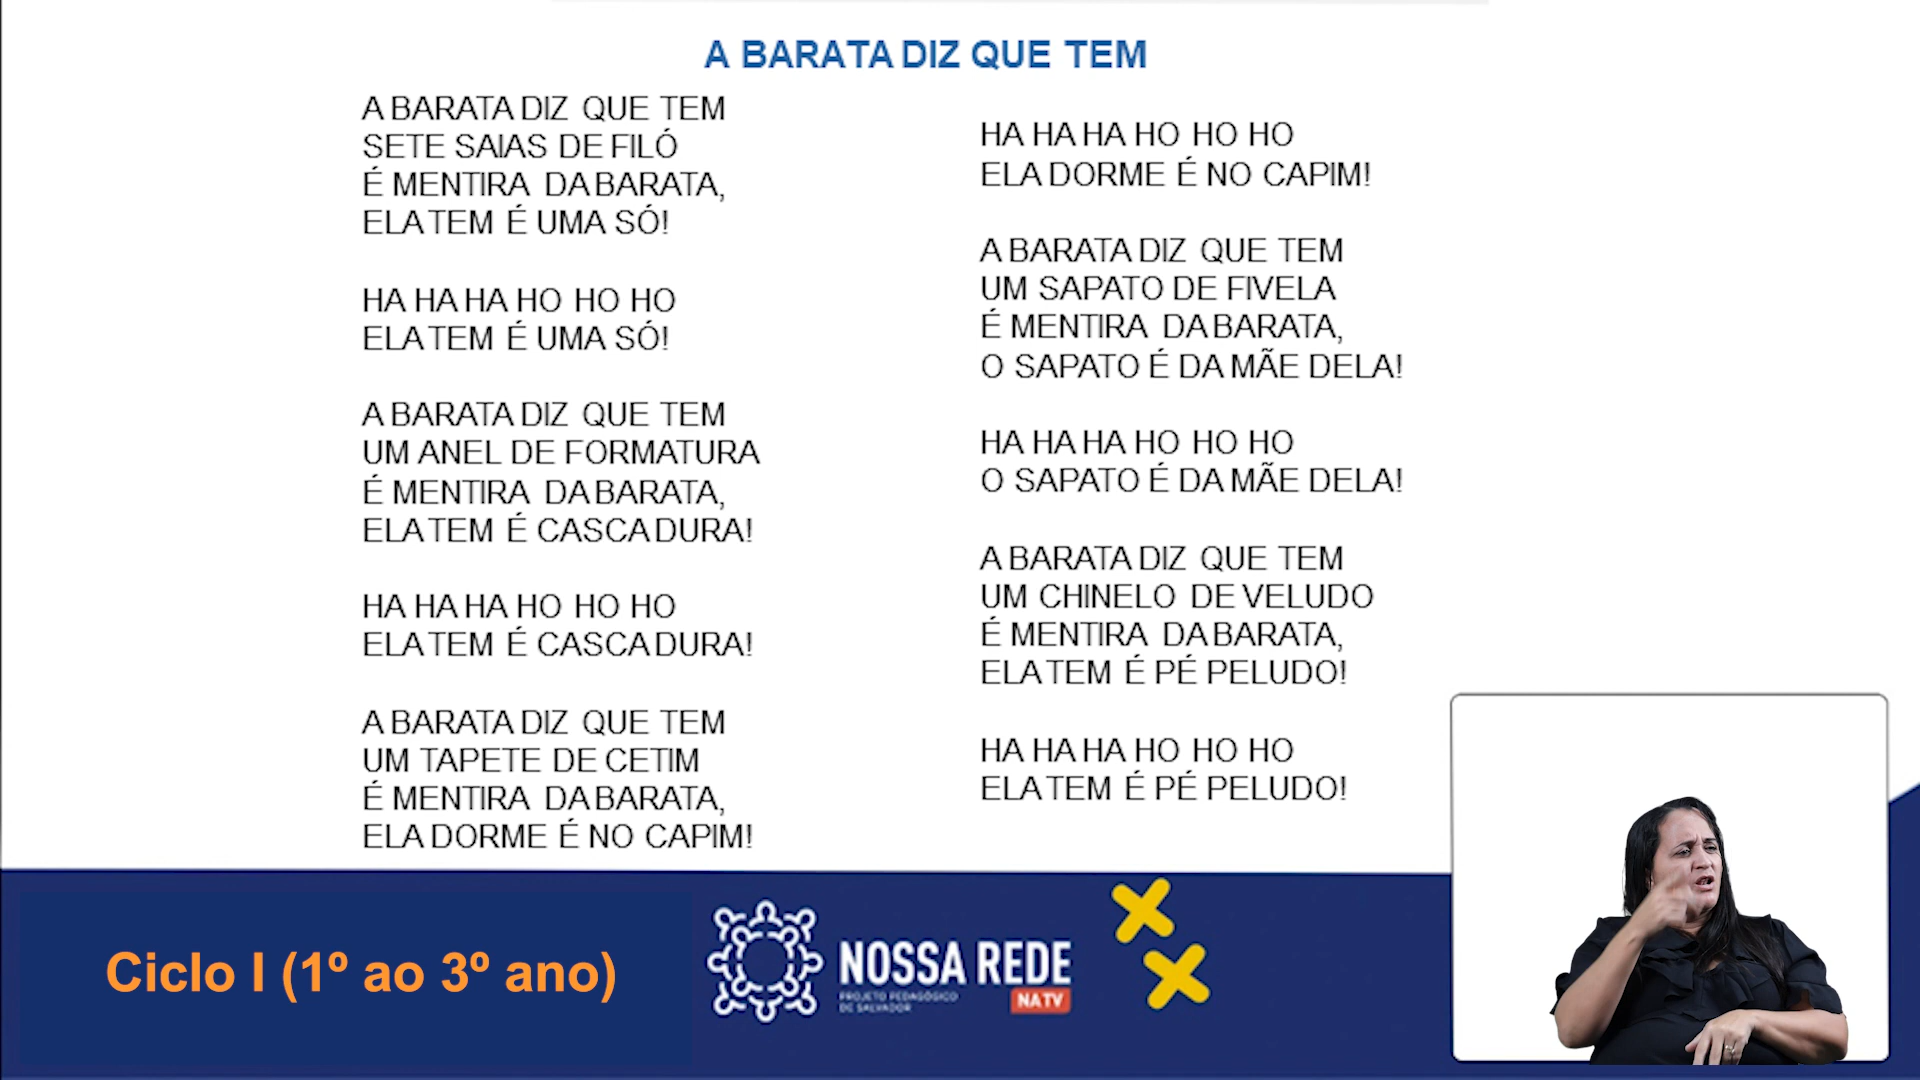 A BARATA DIZ QUE TEM
A BARATA DIZ QUE TEM
SETE SAIAS DE FILÓ
É MENTIRA DA BARATA,
ELA TEM É UMA SÓ!
HA HA HA HO HO HO
ELA TEM É UMA SÓ!
A BARATA DIZ QUE TEM
UM ANEL DE FORMATURA
É MENTIRA DA BARATA,
ELA TEM É CASCA DURA!
HA HA HA HO HO HO
ELA TEM É CASCA DURA!
A BARATA DIZ QUE TEM
UM TAPETE DE CETIM
É MENTIRA DA BARATA,
ELA DORME É NO CAPIM!
HA HA HA HO HO HO
ELA DORME É NO CAPIM!
A BARATA DIZ QUE TEM
UM SAPATO DE FIVELA
É MENTIRA DA BARATA,
O SAPATO É DA MÃE DELA!
HA HA HA HO HO HO
O SAPATO É DA MÃE DELA!
A BARATA DIZ QUE TEM
UM CHINELO DE VELUDO
É MENTIRA DA BARATA,
ELA TEM É PÉ PELUDO!
HA HA HA HO HO HO
ELA TEM É PÉ PELUDO!
Ciclo I (1º ao 3º ano)
NOSSA REDE
PROJETO PEDAGÓGICO
DE SALVADOR
NA TV